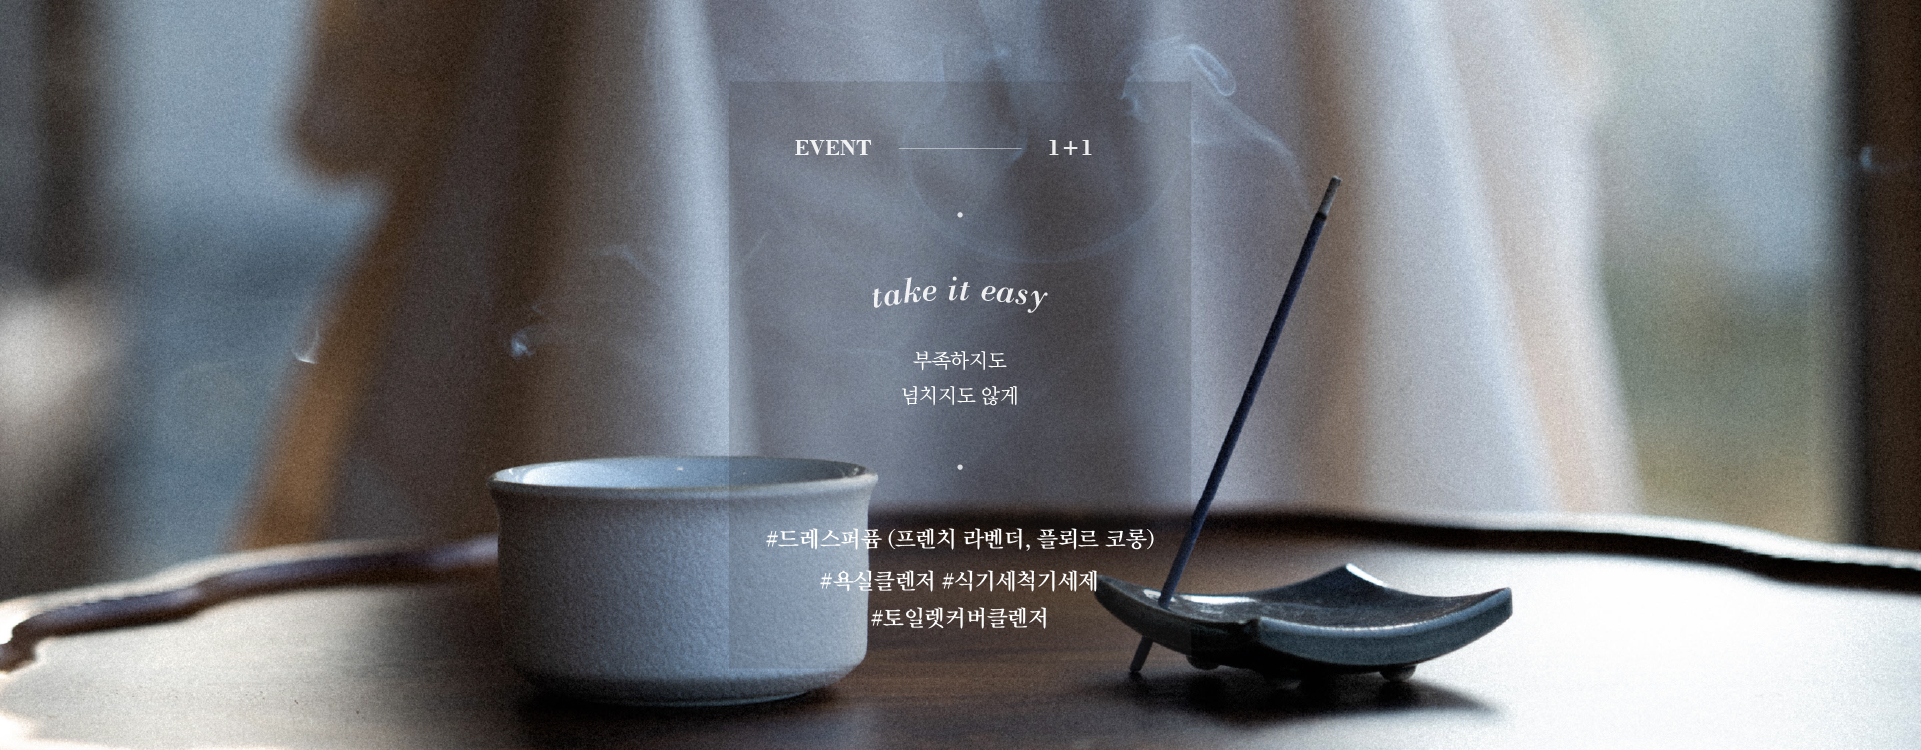 EVENT 1+1
take it easy
부족하지도
넘치지도 않게
#드레스퍼퓸 (프렌치 라벤더, 플뢰르 코롱)
#욕실클렌저 #식기세척기세제
#토일렛커버클렌저